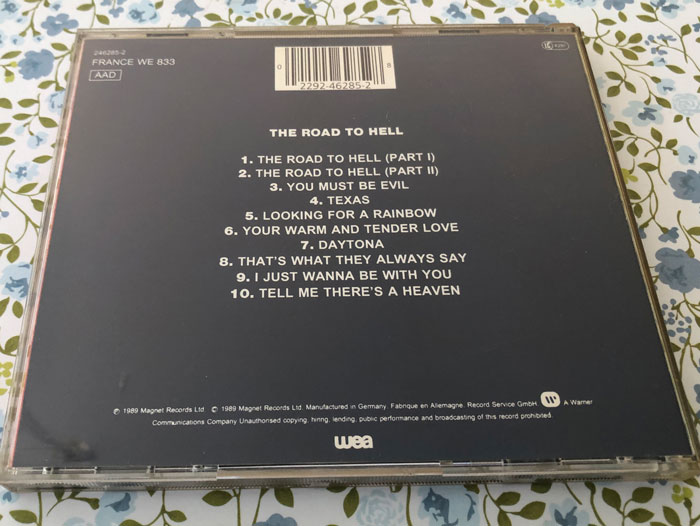 246285-2
FRANCE WE 833
AAD
0
8
2292-46285-2
THE ROAD TO HELL
1. THE ROAD TO HELL (PART I)
2. THE ROAD TO HELL (PART II)
3. YOU MUST BE EVIL
4. TEXAS
5. LOOKING FOR A RAINBOW
6. YOUR WARM AND TENDER LOVE
7. DAYTONA
8. THAT'S WHAT THEY ALWAYS SAY
9. I JUST WANNA BE WITH YOU
10. TELL ME THERE'S A HEAVEN
℗ 1989 Magnet Records Ltd. © 1989 Magnet Records Ltd. Manufactured in Germany. Fabrique en Allemagne. Record Service GmbH A Warner
Communications Company Unauthorised copying, hiring, lending, public performance and broadcasting of this record prohibited.
wea